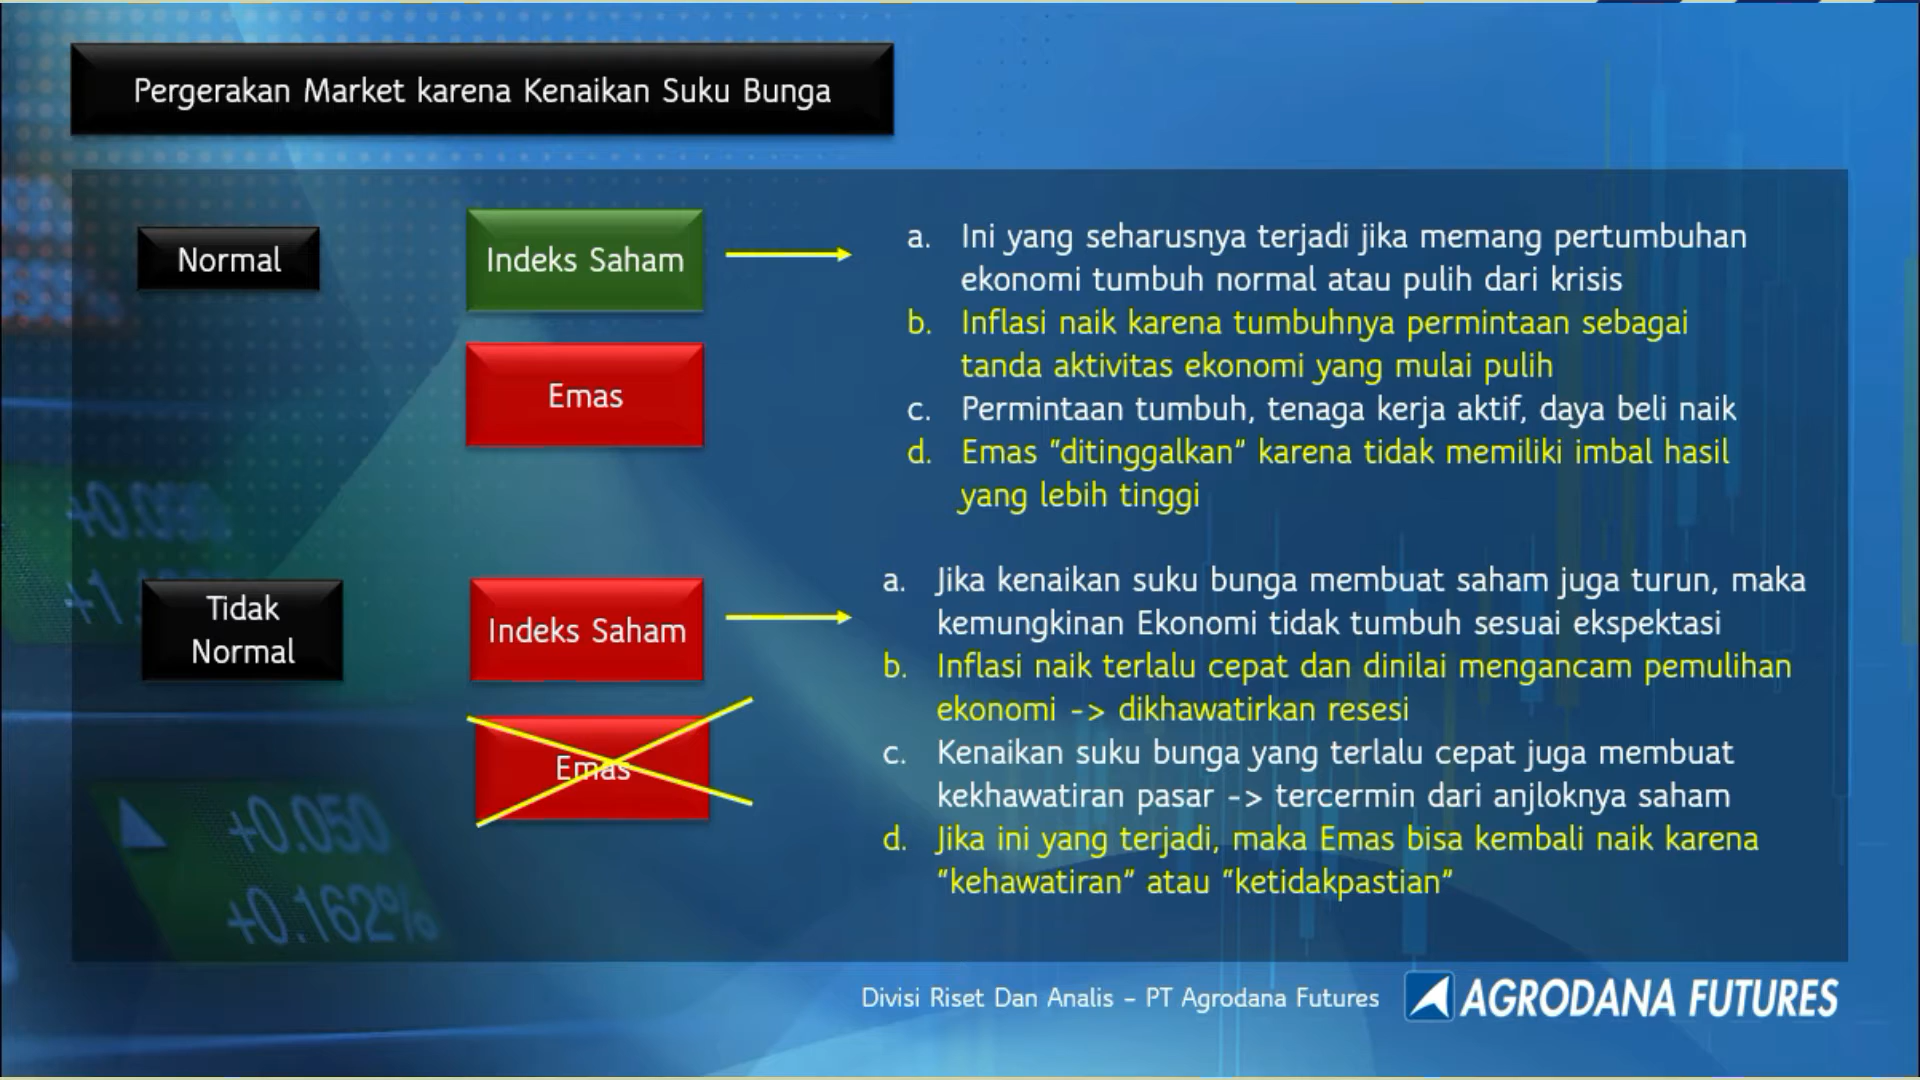 Pergerakan Market karena Kenaikan Suku Bunga
Normal
Indeks Saham
Emas
a. Ini yang seharusnya terjadi jika memang pertumbuhan
ekonomi tumbuh normal atau pulih dari krisis
b. Inflasi naik karena tumbuhnya permintaan sebagai
tanda aktivitas ekonomi yang mulai pulih
c. Permintaan tumbuh, tenaga kerja aktif, daya beli naik
d. Emas "ditinggalkan" karena tidak memiliki imbal hasil
yang lebih tinggi
Tidak
Normal
Indeks Saham
Emas
a. Jika kenaikan suku bunga membuat saham juga turun, maka
kemungkinan Ekonomi tidak tumbuh sesuai ekspektasi
b. Inflasi naik terlalu cepat dan dinilai mengancam pemulihan
ekonomi -> dikhawatirkan resesi
c. Kenaikan suku bunga yang terlalu cepat juga membuat
kekhawatiran pasar -> tercermin dari anjloknya saham
d. Jika ini yang terjadi, maka Emas bisa kembali naik karena
"kehawatiran" atau "ketidakpastian"
+0.050
+0.162%
Divisi Riset Dan Analis – PT Agrodana Futures
AGRODANA FUTURES